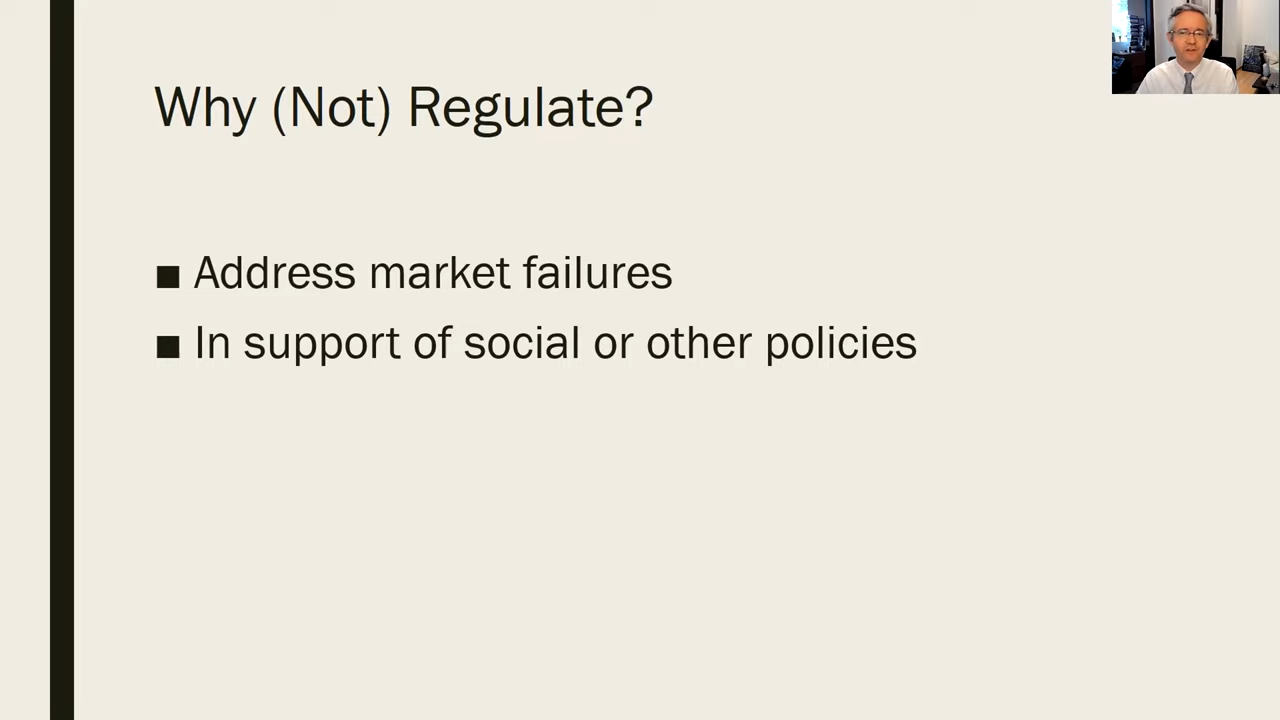 Why (Not) Regulate?
■ Address market failures
■ In support of social or other policies